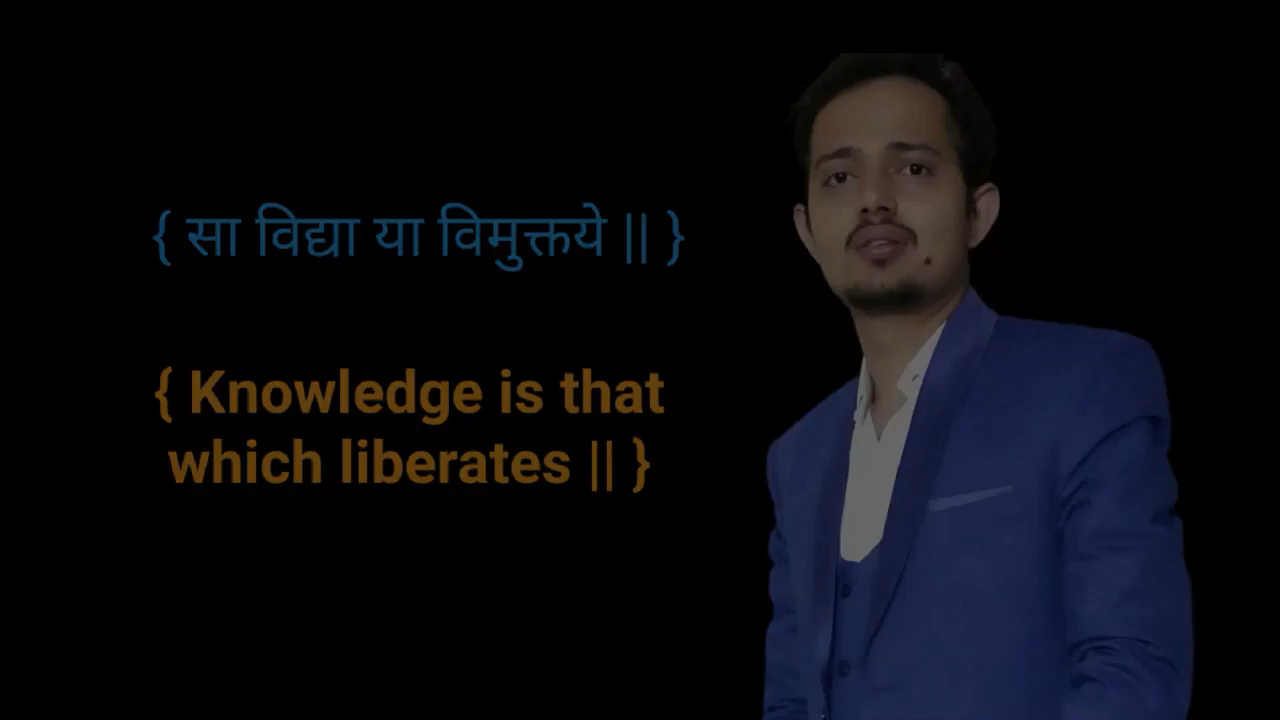 { सा विद्या या विमुक्तये || }
{ Knowledge is that
which liberates || }